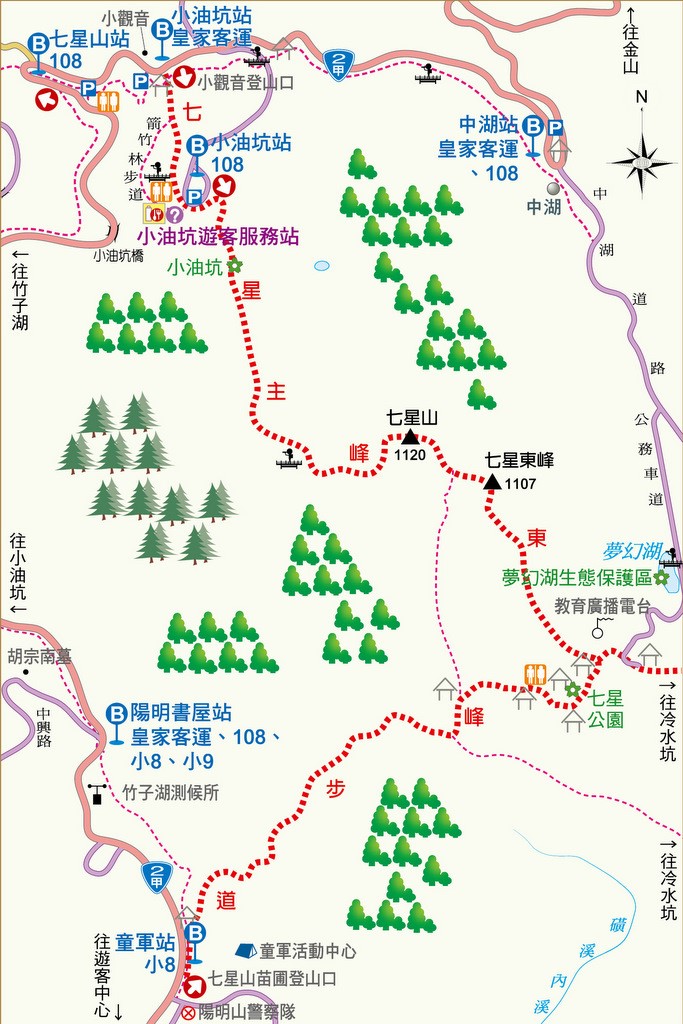 小觀音
小油坑站
皇家客運
七星山站
108
2甲
往金山
小觀音登山口
N
七
箭竹林步道
小油坑站
108
中湖站
皇家客運
、108
中湖
小油坑遊客服務站
小油坑橋
小油坑
往竹子湖
星
中湖道路
主
七星山
1120
峰
七星東峰
1107
公務車道
東
夢幻湖
夢幻湖生態保護區
教育廣播電台
往小油坑
胡宗南墓
中興路
陽明書屋站
皇家客運、108、
小8、小9
七星
公園
往冷水坑
峰
步
竹子湖測候所
2甲
往冷水坑
道
童軍站
小8
童軍活動中心
七星山苗圃登山口
陽明山警察隊
往遊客中心
磺溪內溪